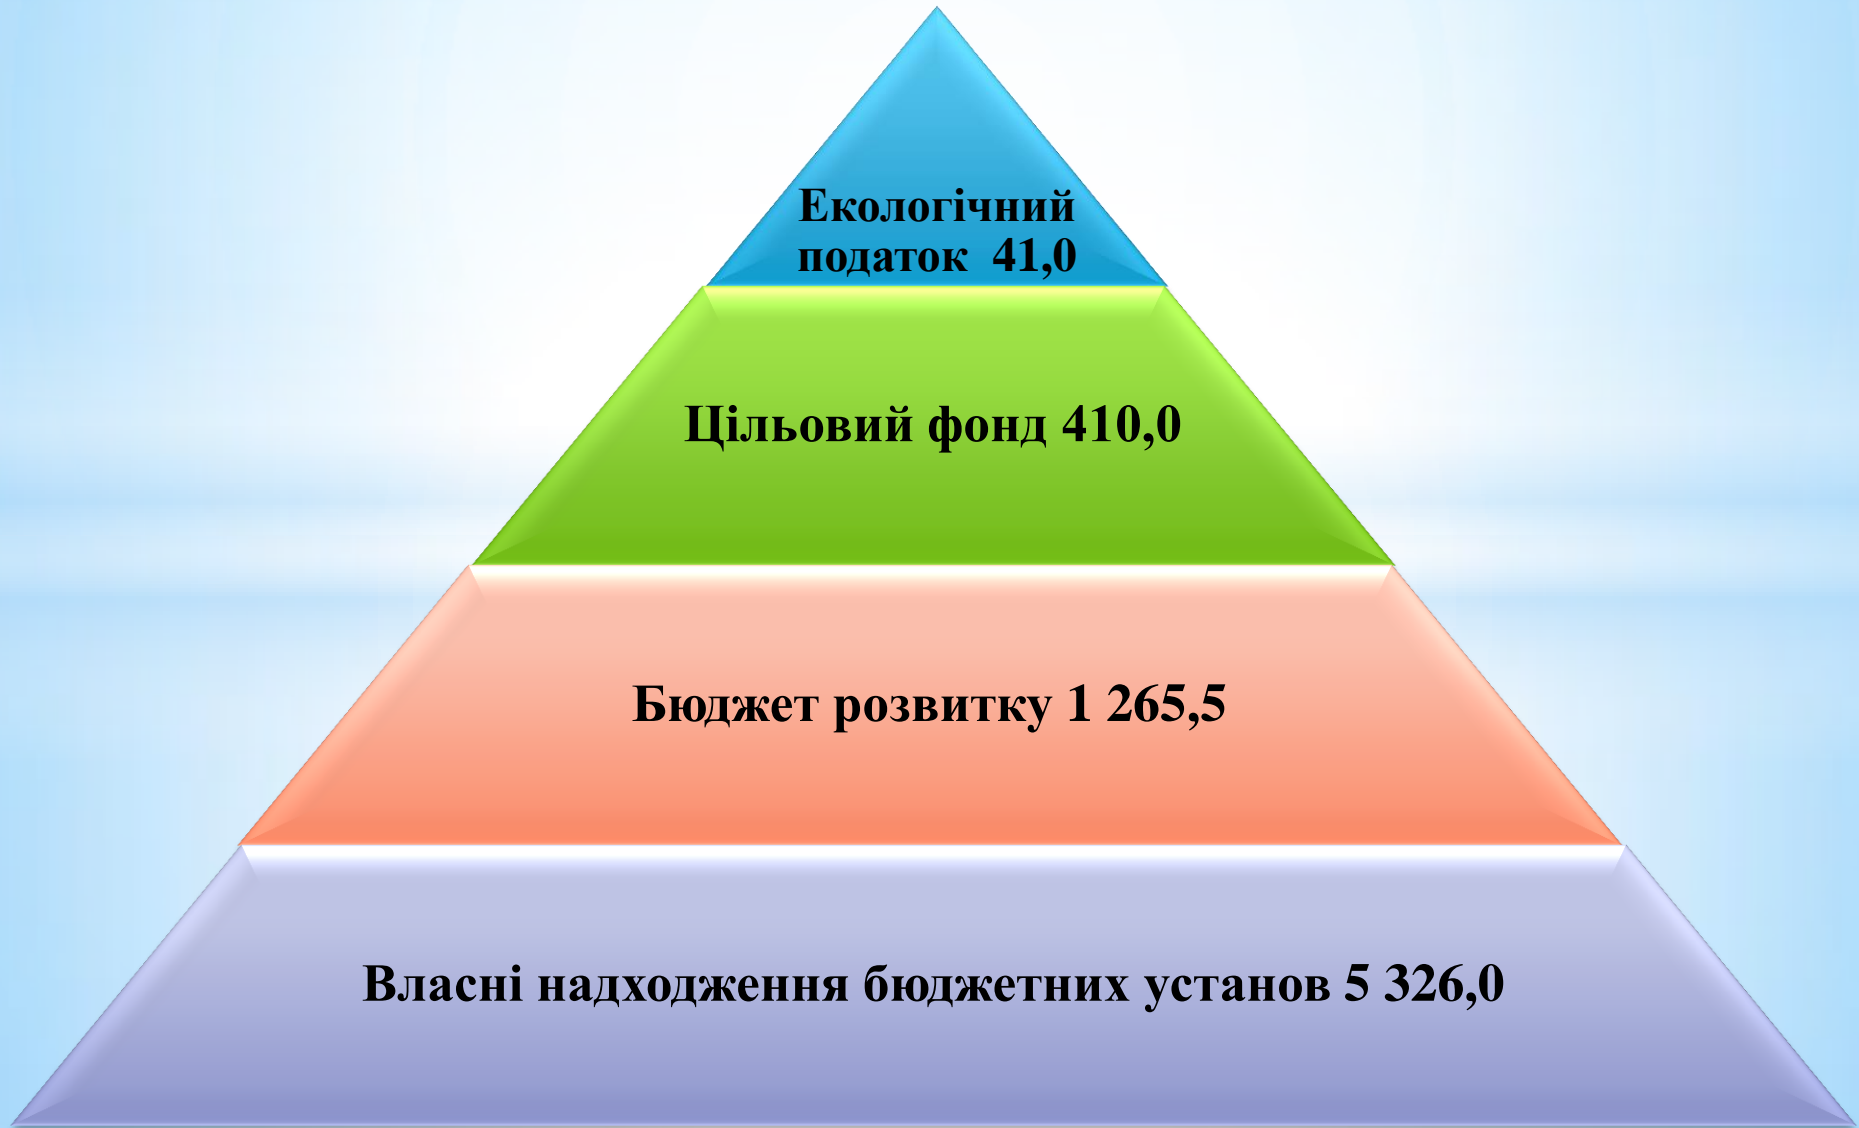 Екологічний
податок 41,0
Цільовий фонд 410,0
Бюджет розвитку 1 265,5
Власні надходження бюджетних установ 5 326,0